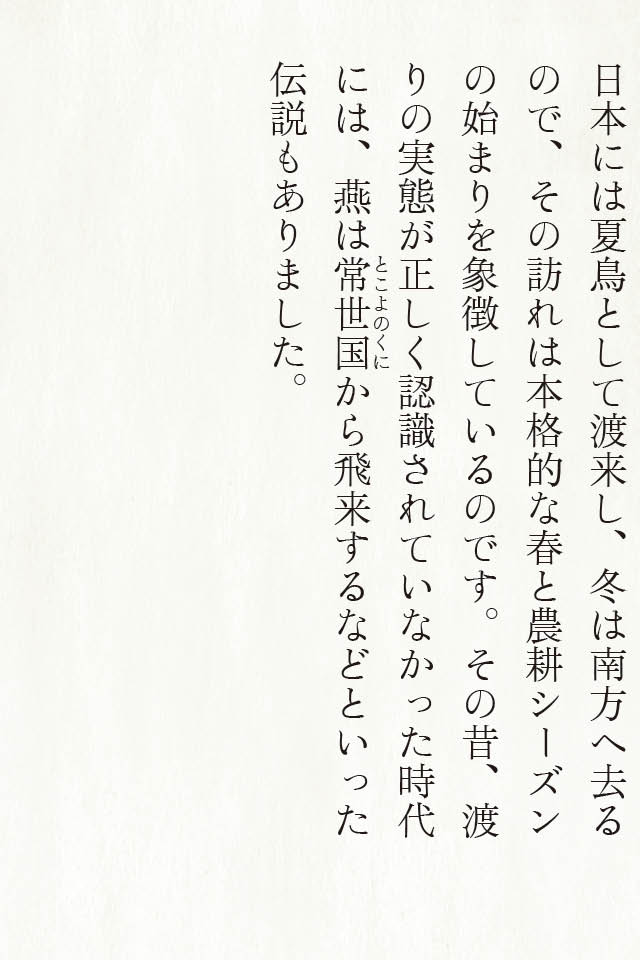 日本には夏鳥として渡来し、冬は南方へ去る
ので、その訪れは本格的な春と農耕シーズン
の始まりを象徴しているのです。その昔、渡
りの実態が正しく認識されていなかった時代
とこよのくに
には、燕は常世国から飛来するなどといった
伝説もありました。